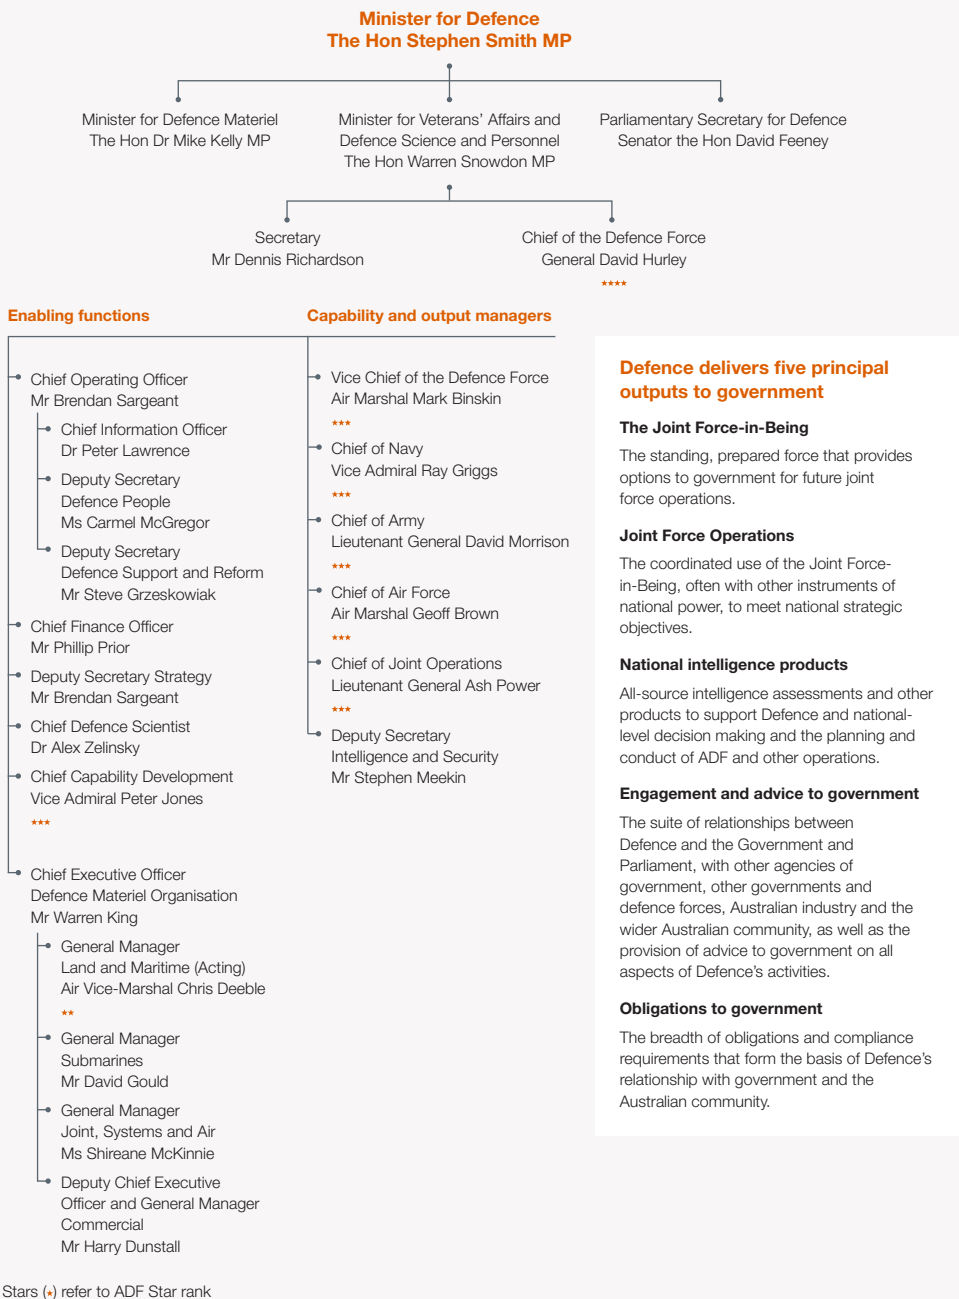 Minister for Defence
The Hon Stephen Smith MP
Minister for Defence Materiel
The Hon Dr Mike Kelly MP
Minister for Veterans' Affairs and
Defence Science and Personnel
The Hon Warren Snowdon MP
Parliamentary Secretary for Defence
Senator the Hon David Feeney
Secretary
Mr Dennis Richardson
Chief of the Defence Force
General David Hurley
★★★★
Enabling functions
Chief Operating Officer
Mr Brendan Sargeant
Chief Information Officer
Dr Peter Lawrence
Deputy Secretary
Defence People
Ms Carmel McGregor
Deputy Secretary
Defence Support and Reform
Mr Steve Grzeskowiak
Chief Finance Officer
Mr Phillip Prior
Deputy Secretary Strategy
Mr Brendan Sargeant
Chief Defence Scientist
Dr Alex Zelinsky
Chief Capability Development
Vice Admiral Peter Jones
★★★
Chief Executive Officer
Defence Materiel Organisation
Mr Warren King
General Manager
Land and Maritime (Acting)
Air Vice-Marshal Chris Deeble
★★
General Manager
Submarines
Mr David Gould
General Manager
Joint, Systems and Air
Ms Shireane McKinnie
Deputy Chief Executive
Officer and General Manager
Commercial
Mr Harry Dunstall
Capability and output managers
Vice Chief of the Defence Force
Air Marshal Mark Binskin
★★★
Chief of Navy
Vice Admiral Ray Griggs
★★★
Chief of Army
Lieutenant General David Morrison
★★★
Chief of Air Force
Air Marshal Geoff Brown
★★★
Chief of Joint Operations
Lieutenant General Ash Power
★★★
Deputy Secretary
Intelligence and Security
Mr Stephen Meekin
Defence delivers five principal
outputs to government
The Joint Force-in-Being
The standing, prepared force that provides
options to government for future joint
force operations.
Joint Force Operations
The coordinated use of the Joint Force-
in-Being, often with other instruments of
national power, to meet national strategic
objectives.
National intelligence products
All-source intelligence assessments and other
products to support Defence and national-
level decision making and the planning and
conduct of ADF and other operations.
Engagement and advice to government
The suite of relationships between
Defence and the Government and
Parliament, with other agencies of
government, other governments and
defence forces, Australian industry and the
wider Australian community, as well as the
provision of advice to government on all
aspects of Defence's activities.
Obligations to government
The breadth of obligations and compliance
requirements that form the basis of Defence's
relationship with government and the
Australian community.
Stars (★) refer to ADF Star rank